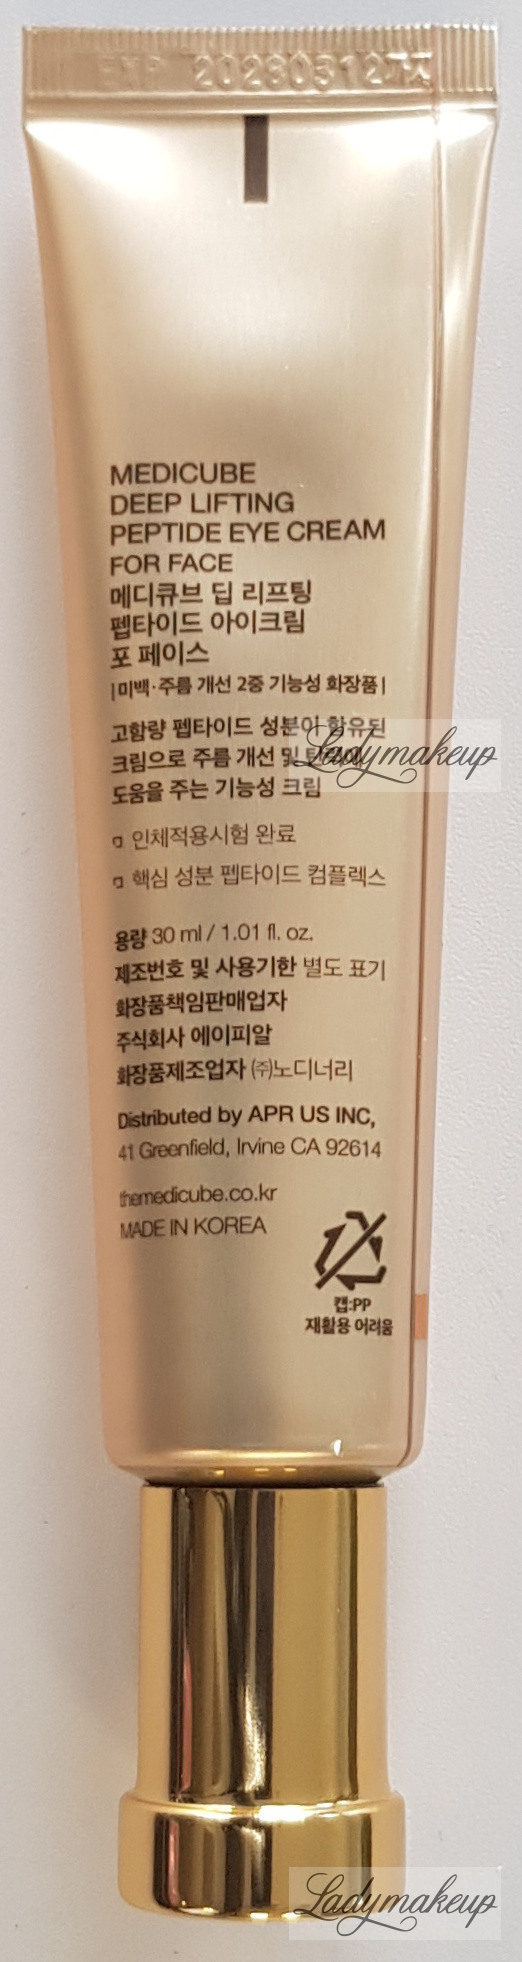 EXP 20280312
MEDICUBE
DEEP LIFTING
PEPTIDE EYE CREAM
FOR FACE
메디큐브 딥 리프팅
펩타이드 아이크림
포 페이스
|미백·주름 개선 2중 기능성 화장품|
고함량 펩타이드 성분이 함유된
크림으로 주름 개선 및
도움을 주는 기능성 크림
인체적용시험 완료
핵심 성분 펩타이드 컴플렉스
용량 30 ml / 1.01 fl. oz.
제조번호 및 사용기한 별도 표기
화장품책임판매업자
주식회사 에이피알
화장품제조업자 ㈜노디너리
Distributed by APR US INC,
41 Greenfield, Irvine CA 92614
themedicube.co.kr
MADE IN KOREA
캡:PP
재활용 어려움
Ladymakeup
Ladymakeup